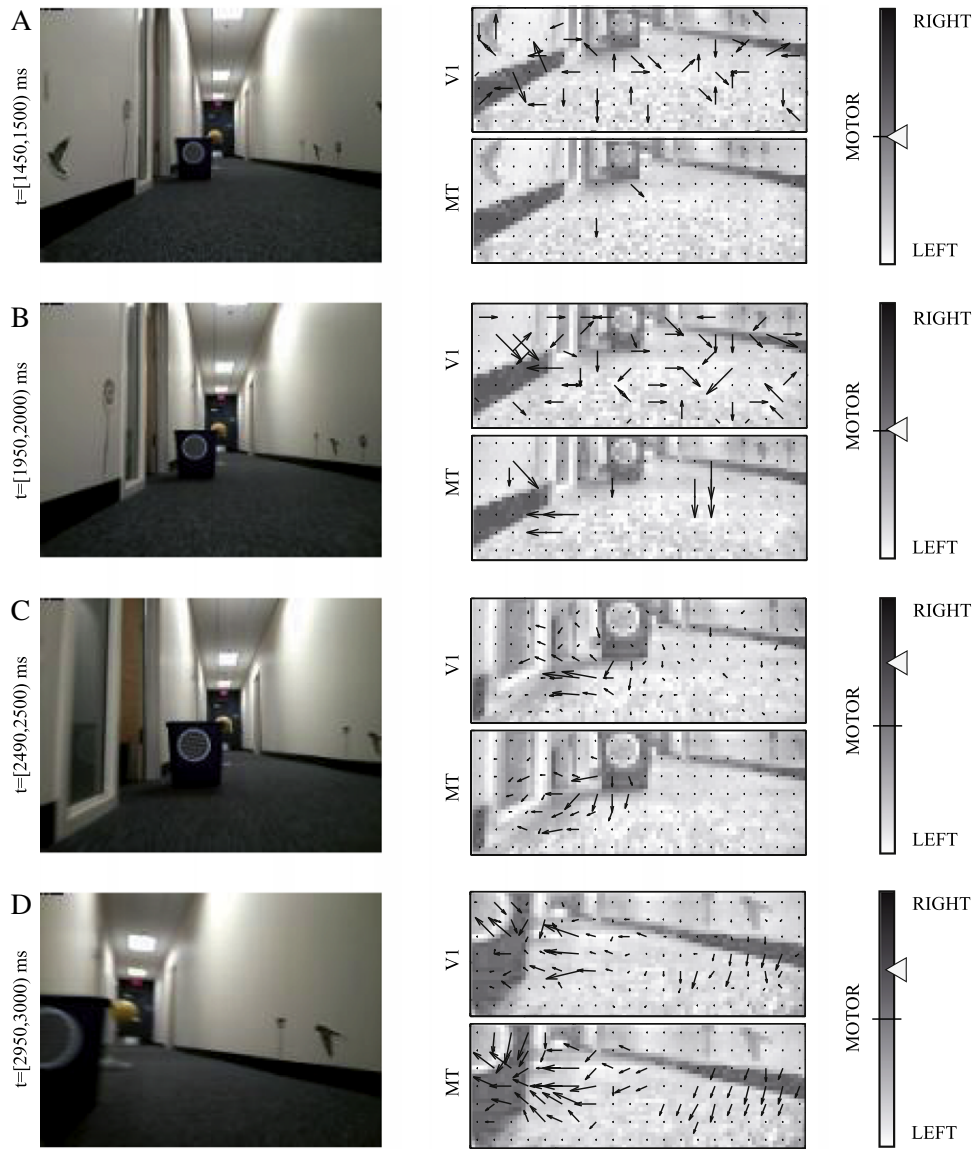 A
t=[1450,1500) ms
V1
MT
MOTOR
RIGHT
LEFT
B
t=[1950,2000) ms
V1
MT
MOTOR
RIGHT
LEFT
C
t=[2490,2500) ms
V1
MT
MOTOR
RIGHT
LEFT
D
t=[2950,3000) ms
V1
MT
MOTOR
RIGHT
LEFT